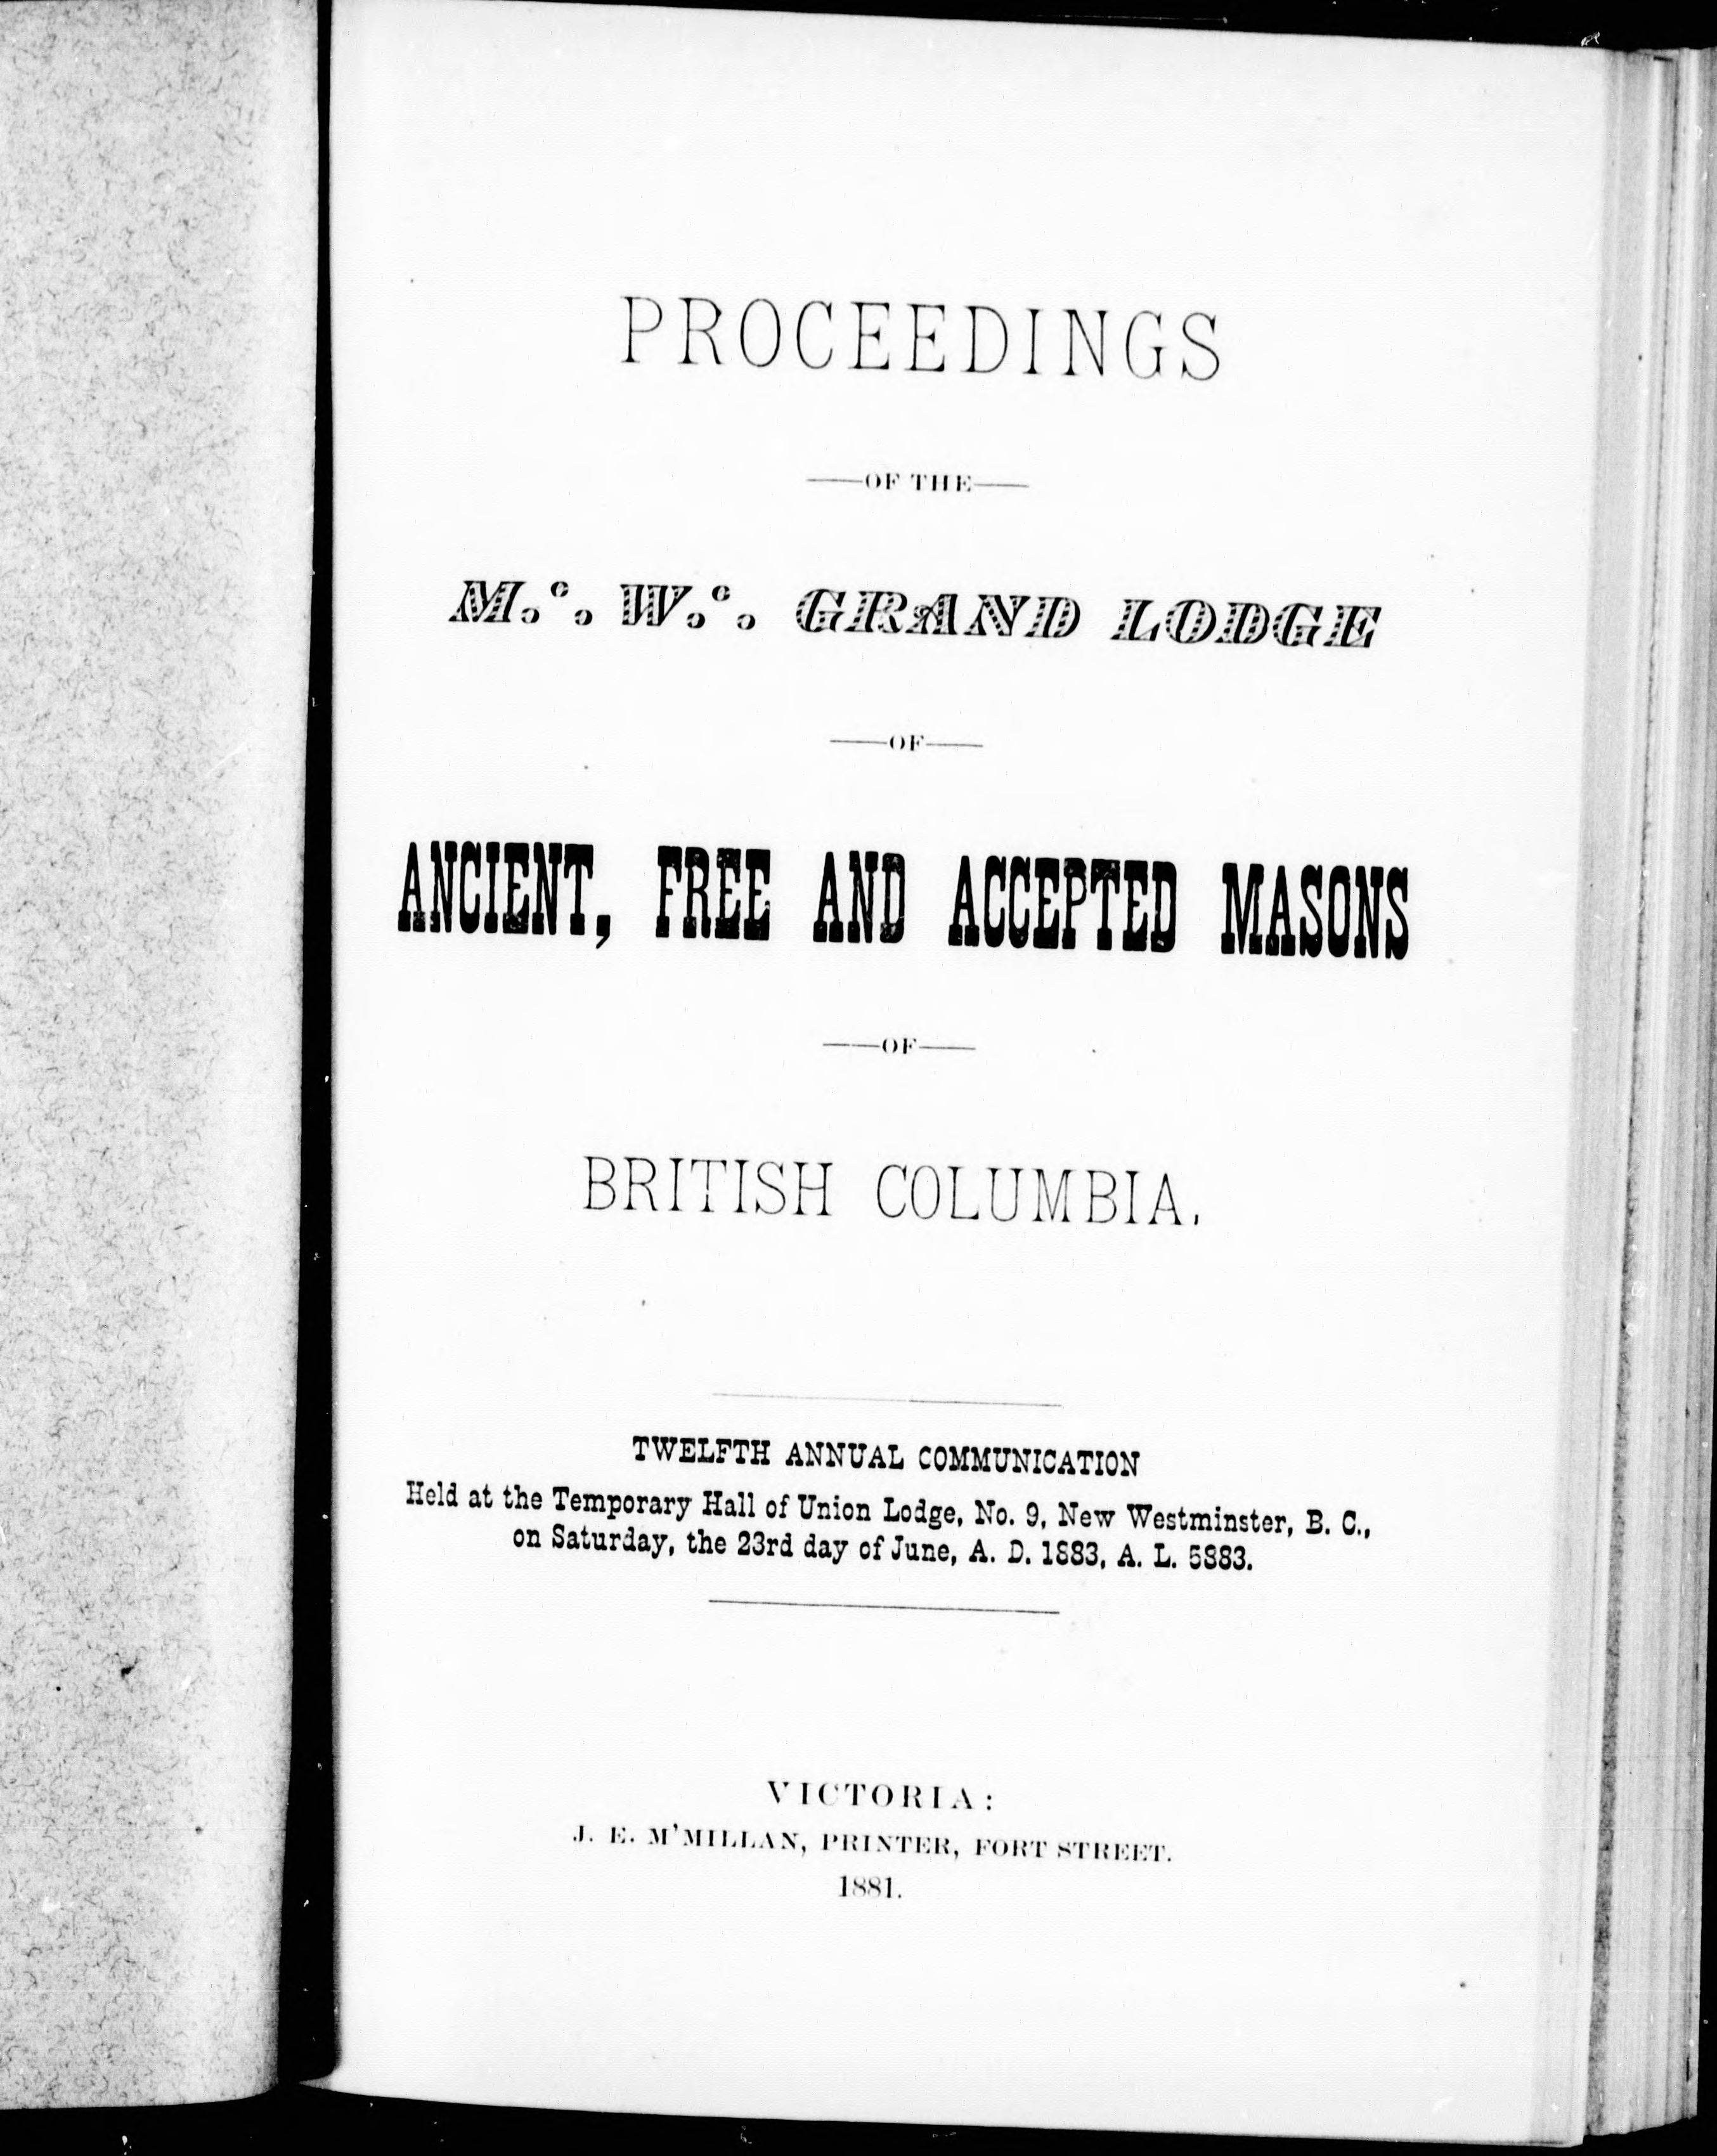 PROCEEDINGS
—OF THE—
M∴ W∴ GRAND LODGE
—OF—
ANCIENT, FREE AND ACCEPTED MASONS
—OF—
BRITISH COLUMBIA.
TWELFTH ANNUAL COMMUNICATION
Held at the Temporary Hall of Union Lodge, No. 9, New Westminster, B. C.,
on Saturday, the 23rd day of June, A. D. 1883, A. L. 5883.
VICTORIA:
J. E. M'MILLAN, PRINTER, FORT STREET.
1881.